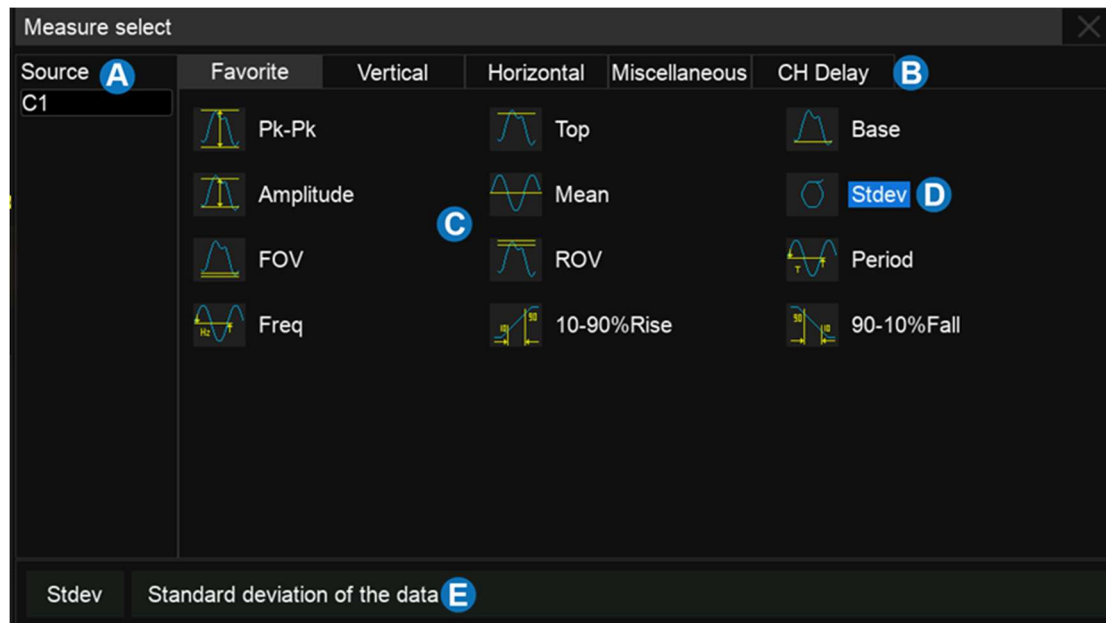 Measure select
Source A Favorite Vertical Horizontal Miscellaneous CH Delay B
C1
Pk-Pk Top Base
Amplitude Mean Stdev D
C
FOV ROV Period
Freq 10-90%Rise 90-10%Fall
Stdev Standard deviation of the data E